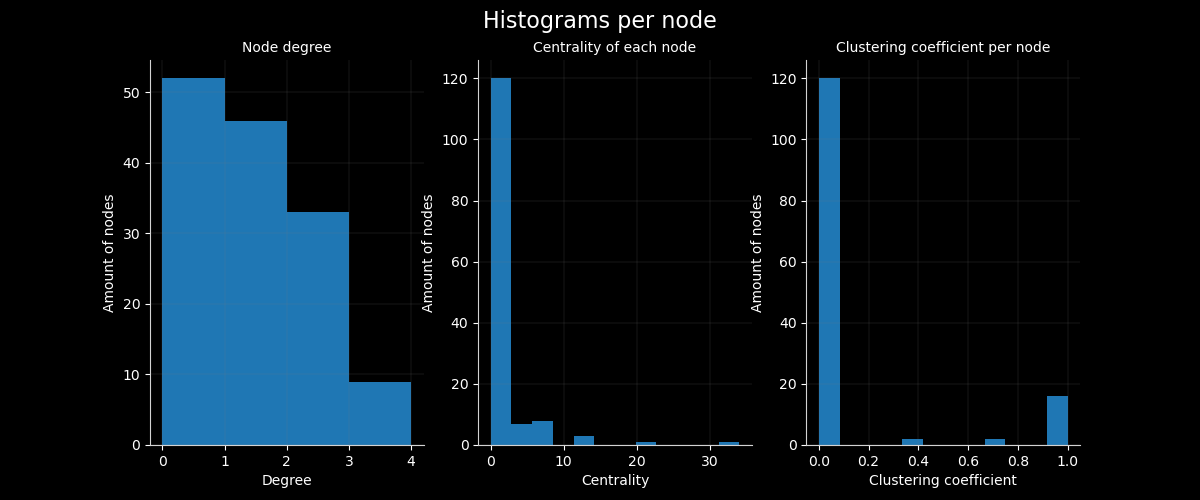 Histograms per node
Node degree
Amount of nodes
50
40
30
20
10
0
0 1 2 3 4
Degree
Centrality of each node
Amount of nodes
120
100
80
60
40
20
0
0 10 20 30
Centrality
Clustering coefficient per node
Amount of nodes
120
100
80
60
40
20
0
0.0 0.2 0.4 0.6 0.8 1.0
Clustering coefficient